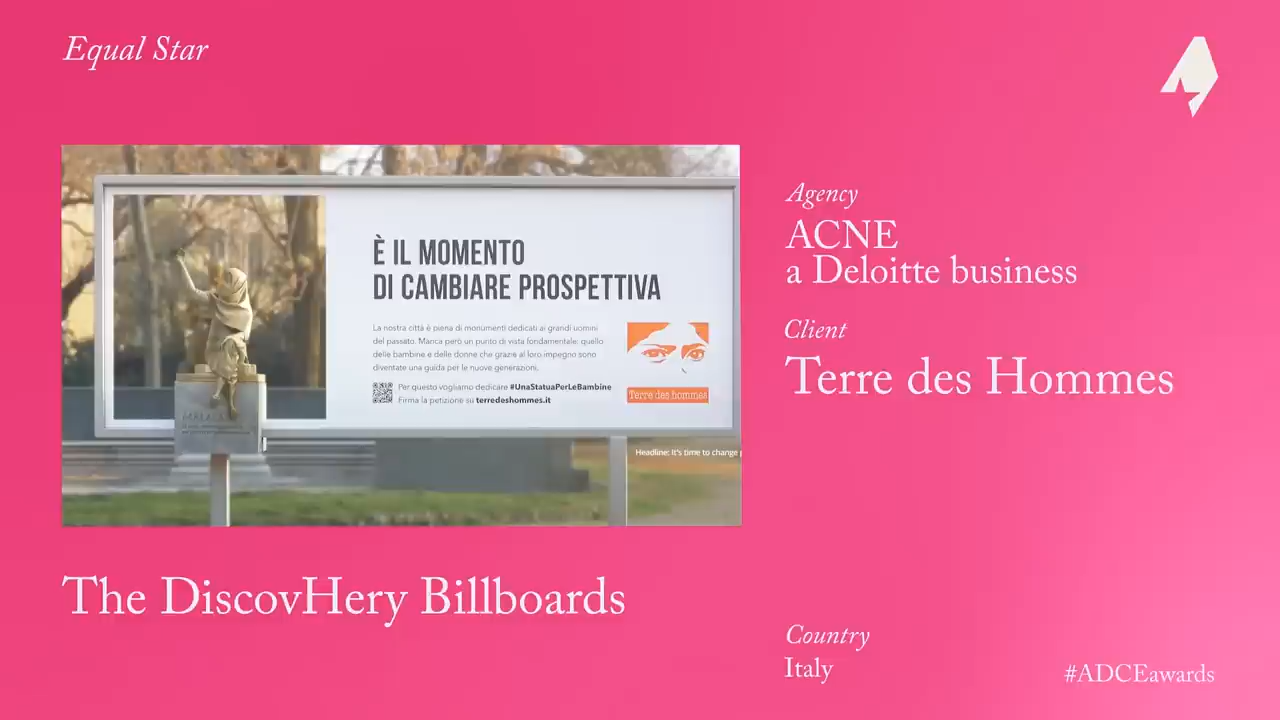 Equal Star
È IL MOMENTO
DI CAMBIARE PROSPETTIVA
La nostra città è piena di monumenti dedicati ai grandi uomini
del passato. Manca però un punto di vista fondamentale: quello
delle bambine e delle donne che grazie al loro impegno sono
diventate una guida per le nuove generazioni.
Per questo vogliamo dedicare #UnaStatuaPerLeBambine
Firma la petizione su terredeshommes.it
Terre des hommes
Headline: It's time to change
Agency
ACNE
a Deloitte business
Client
Terre des Hommes
The DiscovHery Billboards
Country
Italy
#ADCEawards